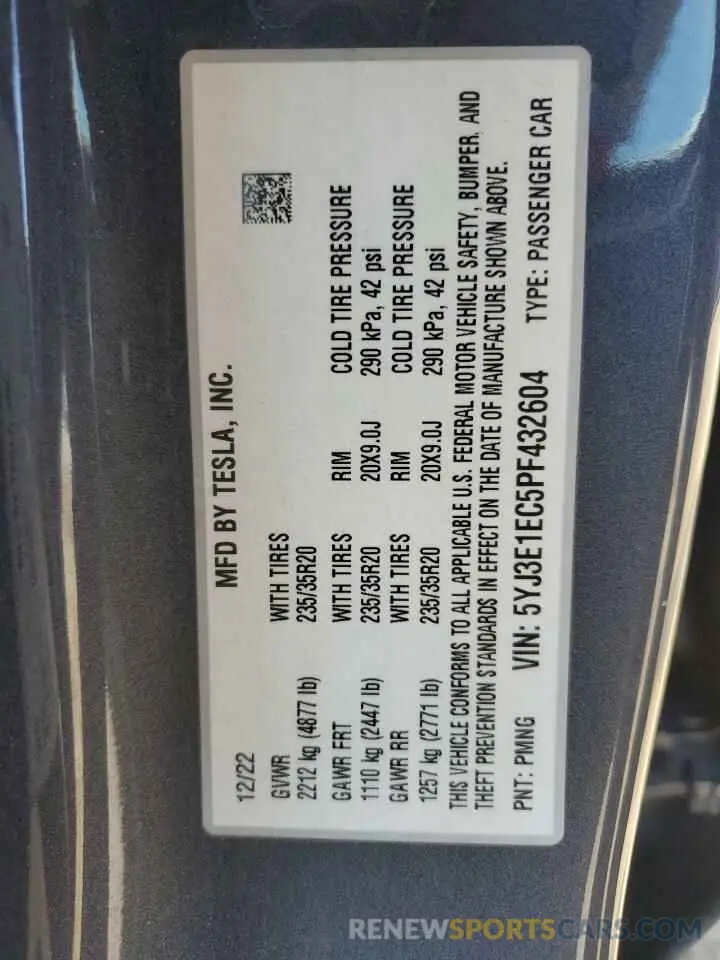 MFD BY TESLA, INC.
12/22
GVWR WITH TIRES
2212 kg (4877 lb) 235/35R20
GAWR FRT WITH TIRES RIM COLD TIRE PRESSURE
1110 kg (2447 lb) 235/35R20 20X9.0J 290 kPa, 42 psi
GAWR RR WITH TIRES RIM COLD TIRE PRESSURE
1257 kg (2771 lb) 235/35R20 20X9.0J 290 kPa, 42 psi
THIS VEHICLE CONFORMS TO ALL APPLICABLE U.S. FEDERAL MOTOR VEHICLE SAFETY, BUMPER, AND
THEFT PREVENTION STANDARDS IN EFFECT ON THE DATE OF MANUFACTURE SHOWN ABOVE.
PNT: PMNG VIN: 5YJ3E1EC5PF432604 TYPE: PASSENGER CAR
RENEWSPORTSCARS.COM